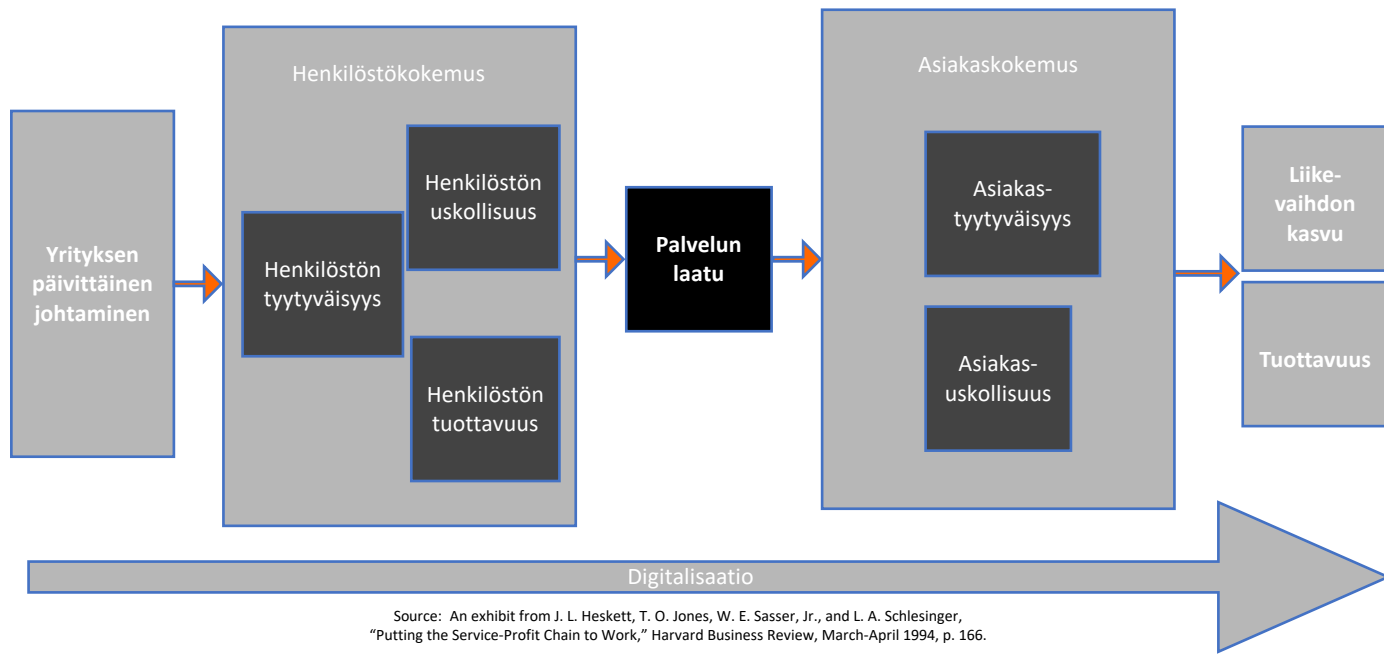 Yrityksen
päivittäinen
johtaminen
Henkilöstökokemus
Henkilöstön
tyytyväisyys
Henkilöstön
uskollisuus
Henkilöstön
tuottavuus
Palvelun
laatu
Asiakaskokemus
Asiakas-
tyytyväisyys
Asiakas-
uskollisuus
Liike-
vaihdon
kasvu
Tuottavuus
Digitalisaatio
Source: An exhibit from J. L. Heskett, T. O. Jones, W. E. Sasser, Jr., and L. A. Schlesinger,
“Putting the Service-Profit Chain to Work,” Harvard Business Review, March-April 1994, p. 166.